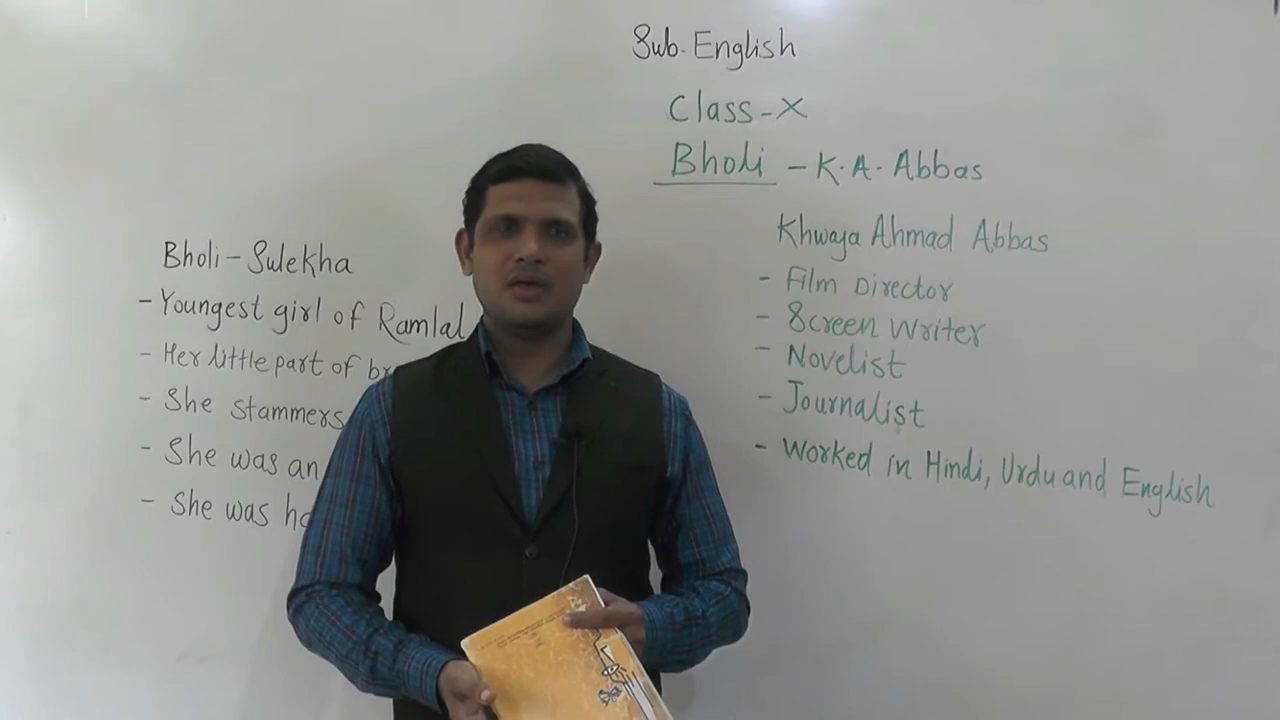 Sub. English
Class - X
Bholi - K. A. Abbas
Khwaja Ahmad Abbas
- Film Director
- Screen Writer
- Novelist
- Journalist
- Worked in Hindi, Urdu and English
Bholi - Sulekha
- Youngest girl of Ramlal
- Her little part of
- She stammers
- She was an
- She was